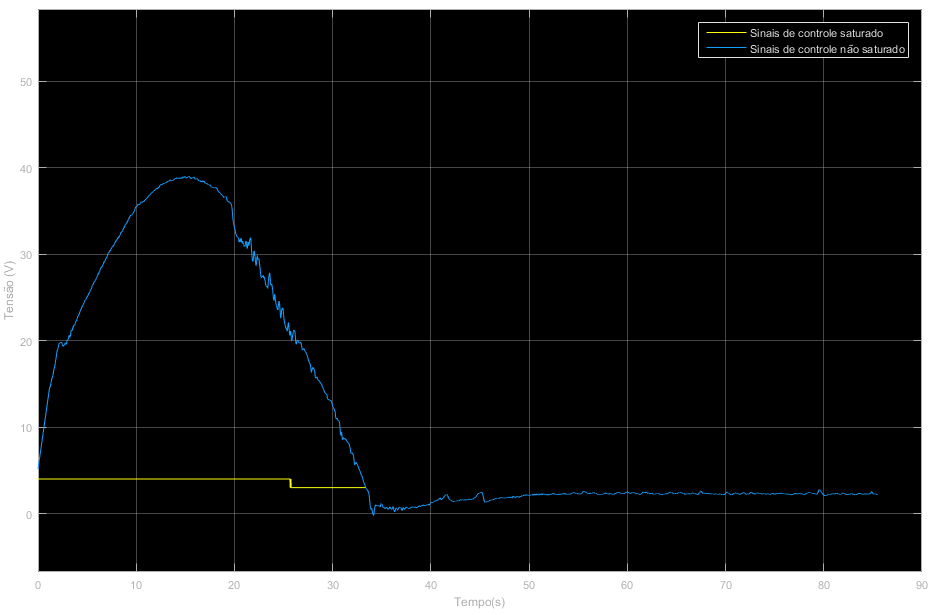 Sinais de controle saturado
Sinais de controle não saturado
50
40
30
20
10
0
Tensão (V)
0 10 20 30 40 50 60 70 80 90
Tempo(s)